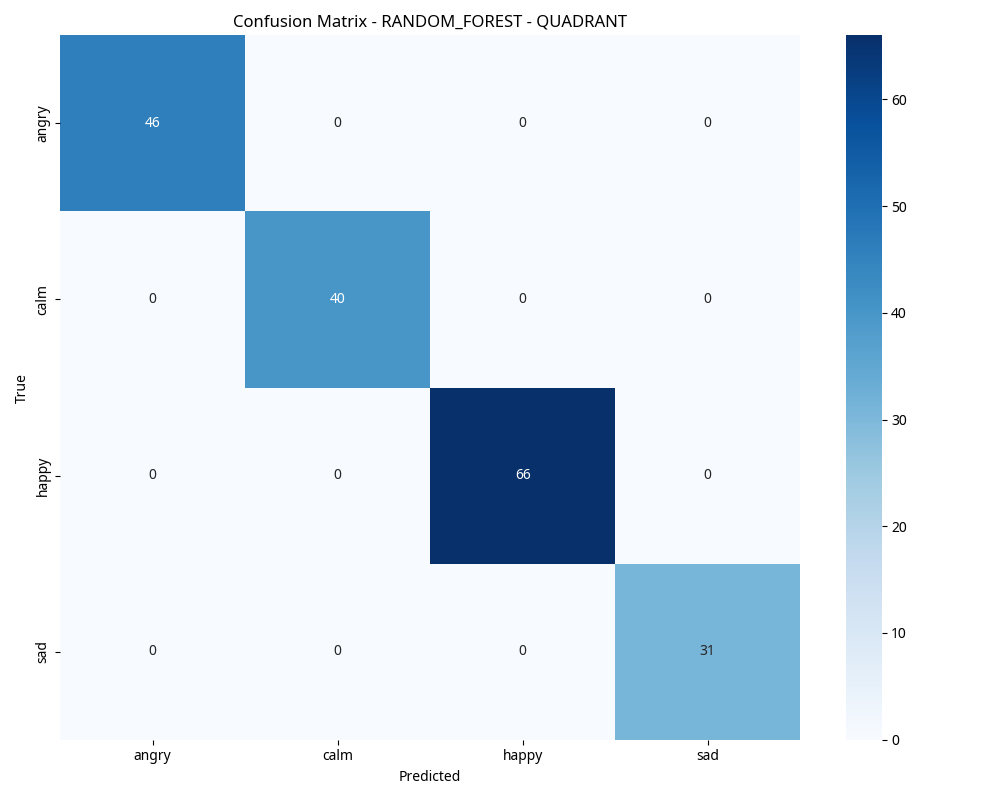 Confusion Matrix - RANDOM_FOREST - QUADRANT
angry 46 0 0 0
calm 0 40 0 0
happy 0 0 66 0
sad 0 0 0 31
angry calm happy sad
Predicted
True
60
50
40
30
20
10
0